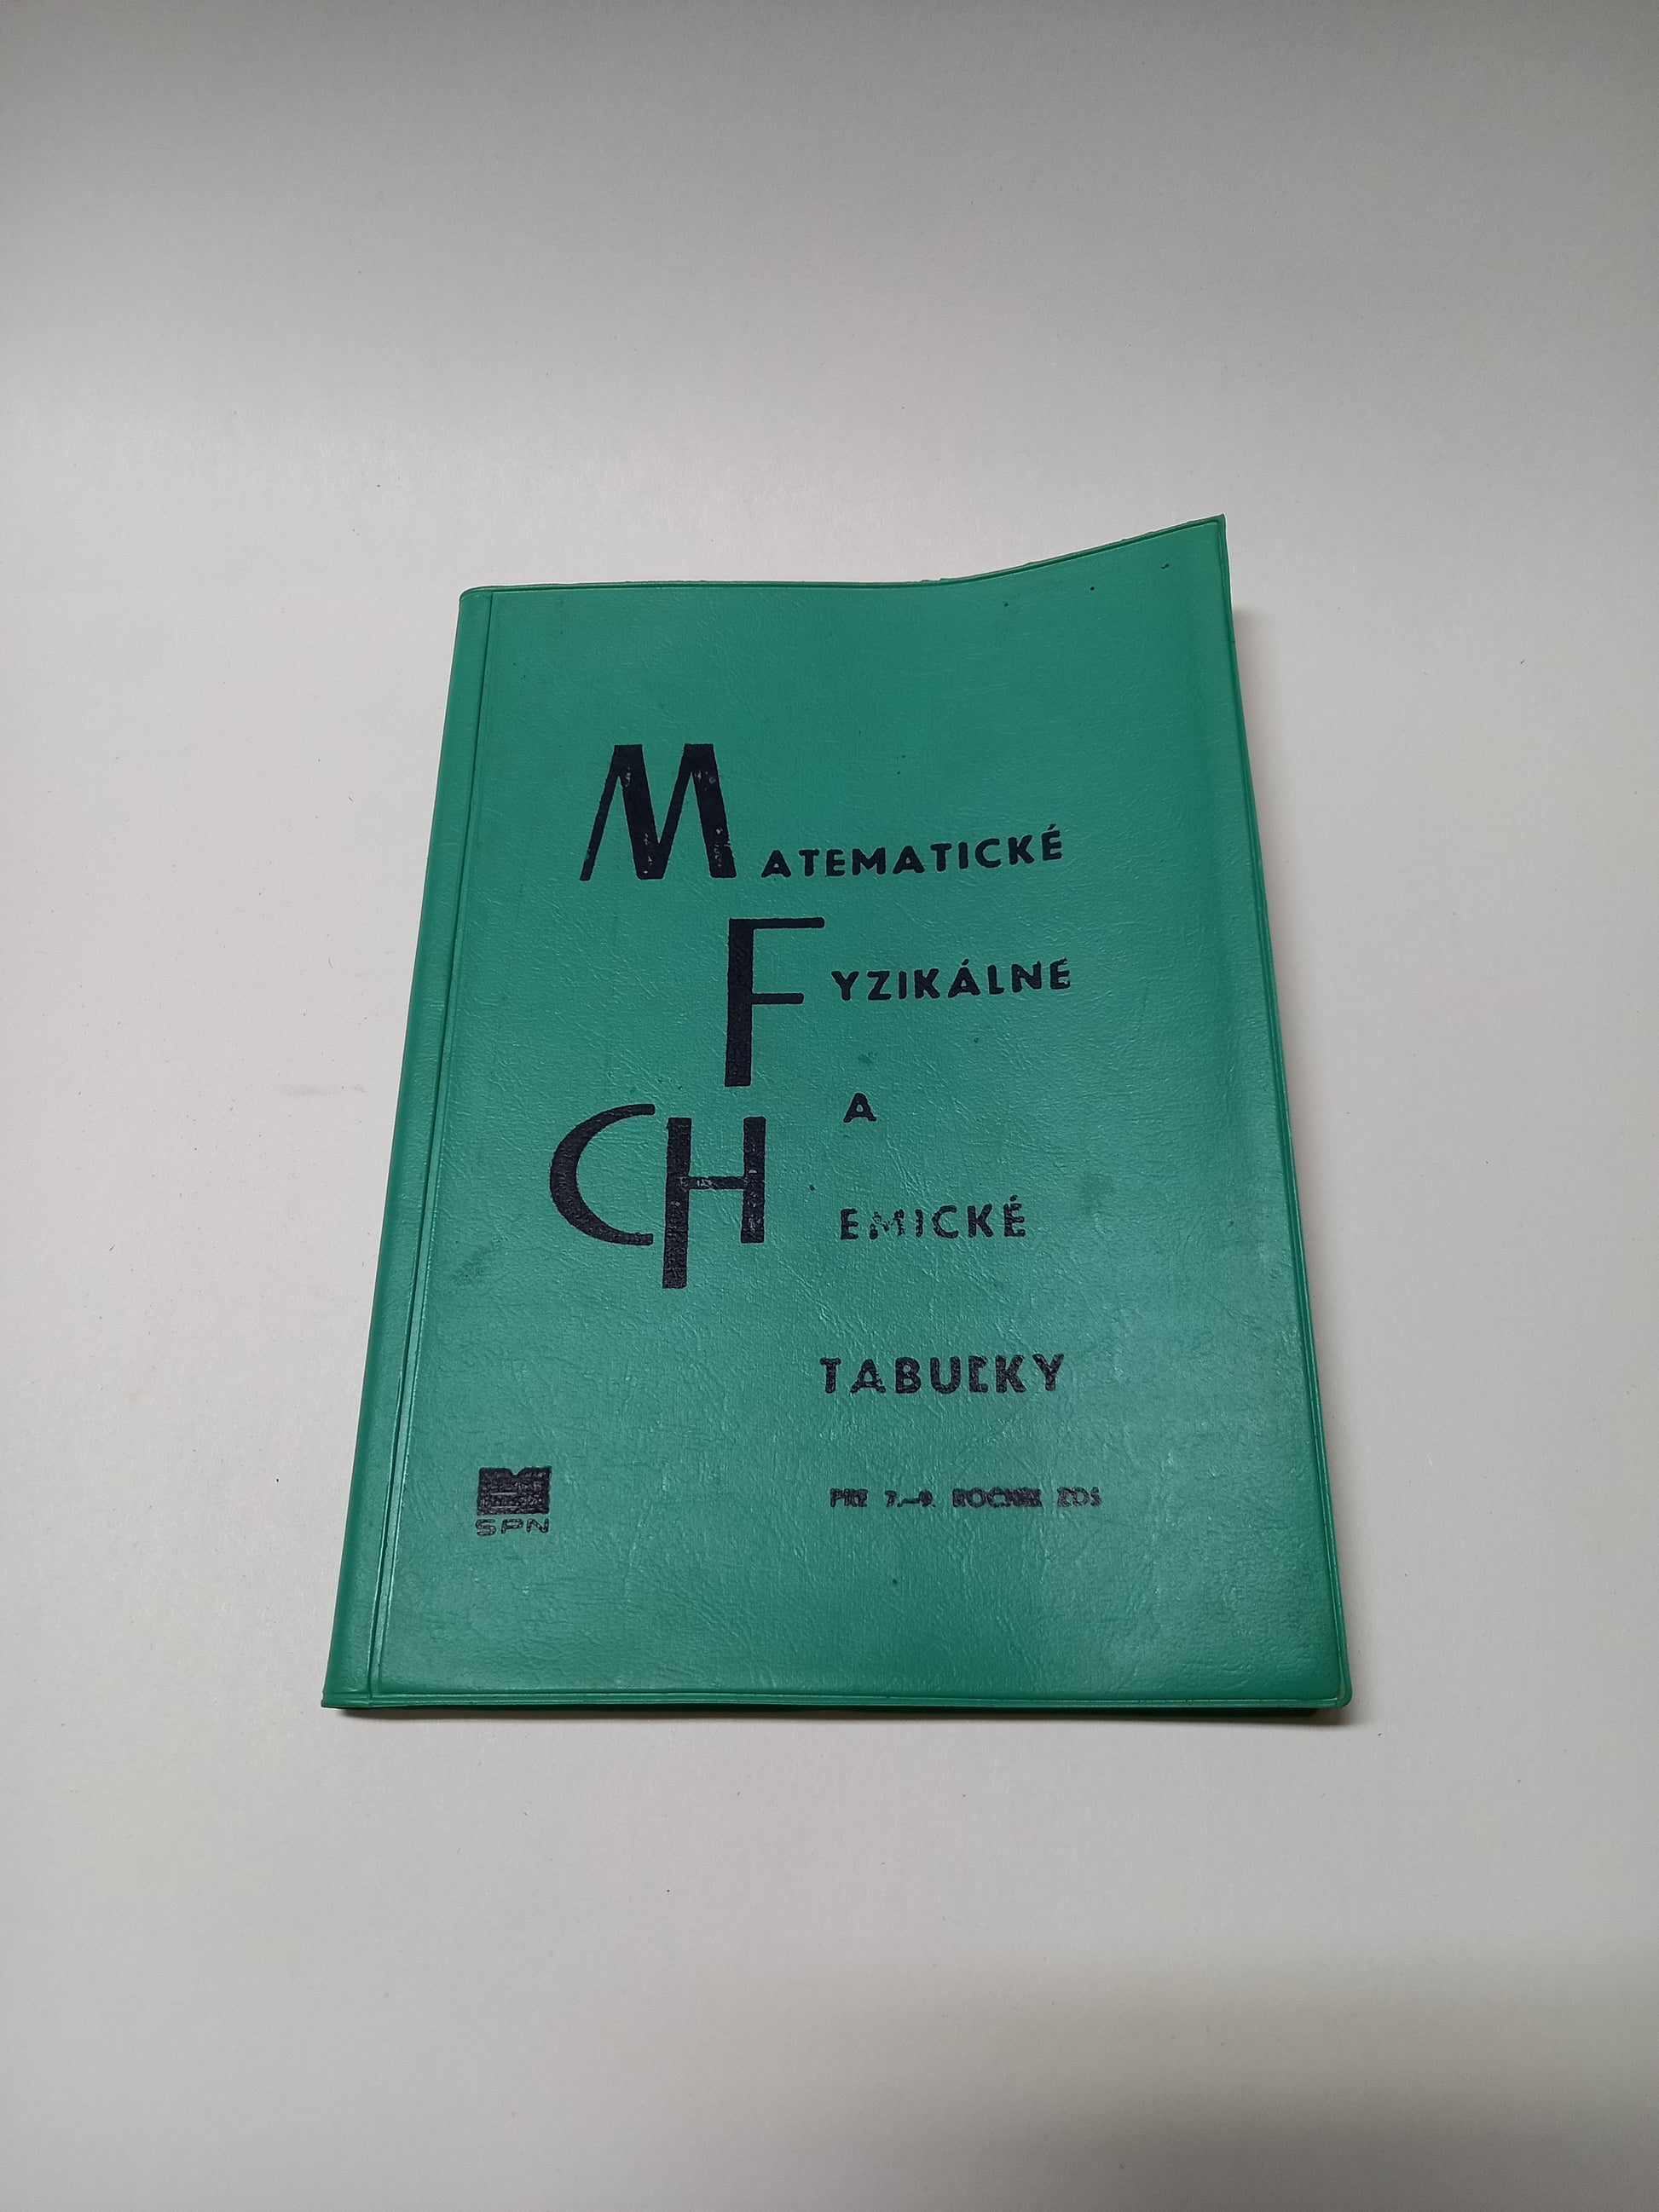 MATEMATICKÉ
FYZIKÁLNE
A
CHEMICKÉ
TABUĽKY
PRE 7.—9. ROČNÍK ZDŠ
SPN